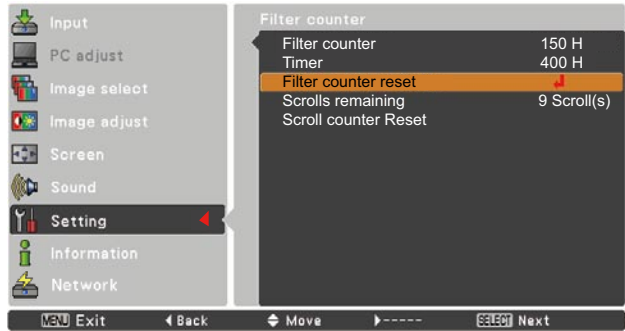 Input
PC adjust
Image select
Image adjust
Screen
Sound
Setting
Information
Network
Filter counter
Filter counter 150 H
Timer 400 H
Filter counter reset
Scrolls remaining 9 Scroll(s)
Scroll counter Reset
MENU Exit Back Move ----- SELECT Next